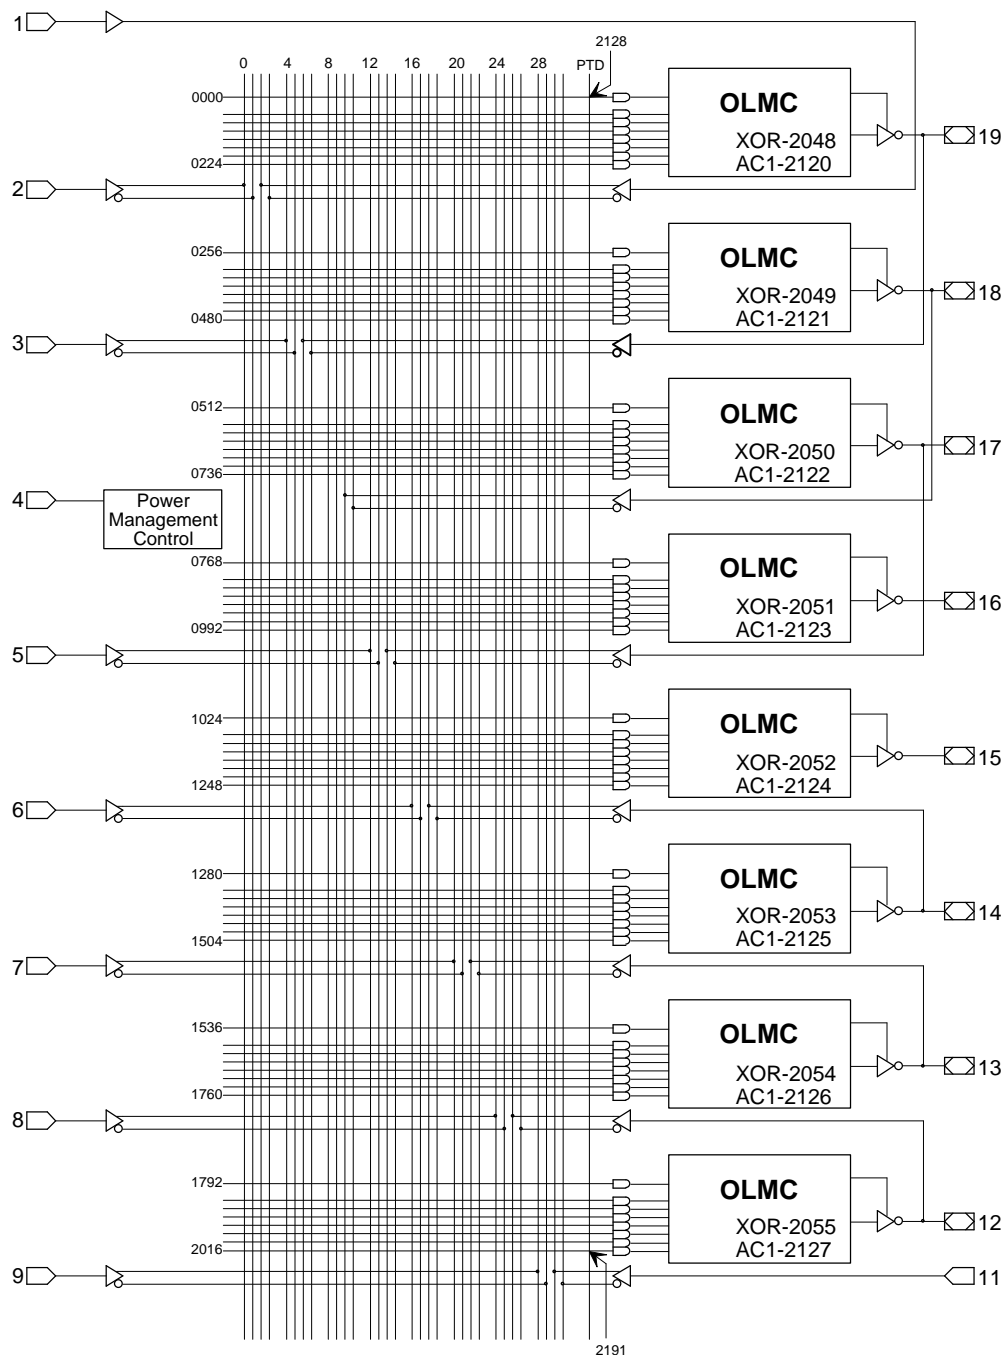 1
2128
0 4 8 12 16 20 24 28 PTD
0000
OLMC
XOR-2048
AC1-2120
19
0224
2
0256
OLMC
XOR-2049
AC1-2121
18
0480
3
0512
OLMC
XOR-2050
AC1-2122
17
0736
4
Power
Management
Control
0768
OLMC
XOR-2051
AC1-2123
16
0992
5
1024
OLMC
XOR-2052
AC1-2124
15
1248
6
1280
OLMC
XOR-2053
AC1-2125
14
1504
7
1536
OLMC
XOR-2054
AC1-2126
13
1760
8
1792
OLMC
XOR-2055
AC1-2127
12
2016
9
11
2191